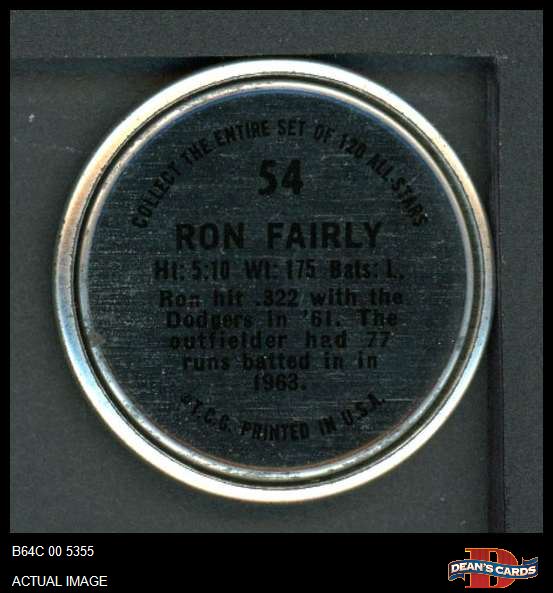 COLLECT THE ENTIRE SET OF 120 ALL-STARS
54
RON FAIRLY
Ht: 5:10 Wt: 175 Bats: L.
Ron hit .322 with the
Dodgers in '61. The
outfielder had 77
runs batted in in
1963.
©T.C.G. PRINTED IN U.S.A.
B64C 00 5355
ACTUAL IMAGE
D
DEAN'S CARDS